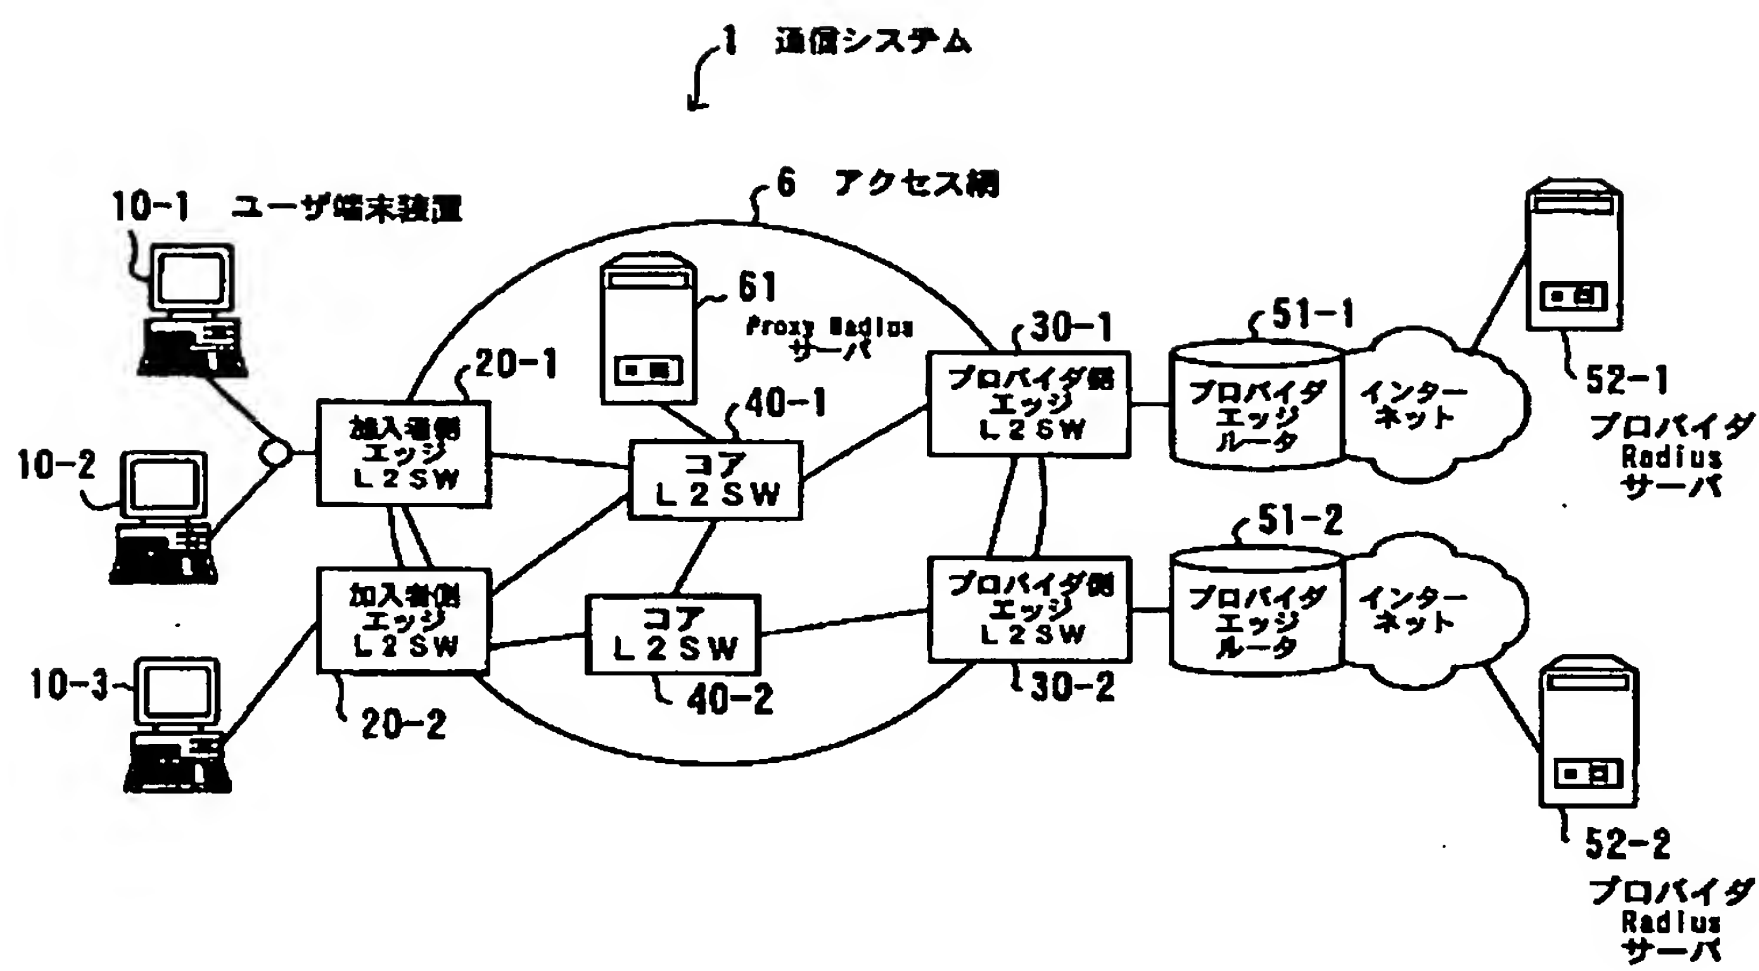 1 通信システム
6 アクセス網
10-1 ユーザ端末装置
61
Proxy Radius
サーバ
30-1
51-1
52-1
プロバイダ
Radius
サーバ
20-1
40-1
加入者側
エッジ
L2SW
コア
L2SW
プロバイダ側
エッジ
L2SW
プロバイダ
エッジ
ルータ
インター
ネット
10-2
51-2
加入者側
エッジ
L2SW
コア
L2SW
プロバイダ側
エッジ
L2SW
プロバイダ
エッジ
ルータ
インター
ネット
10-3
20-2
40-2
30-2
52-2
プロバイダ
Radius
サーバ